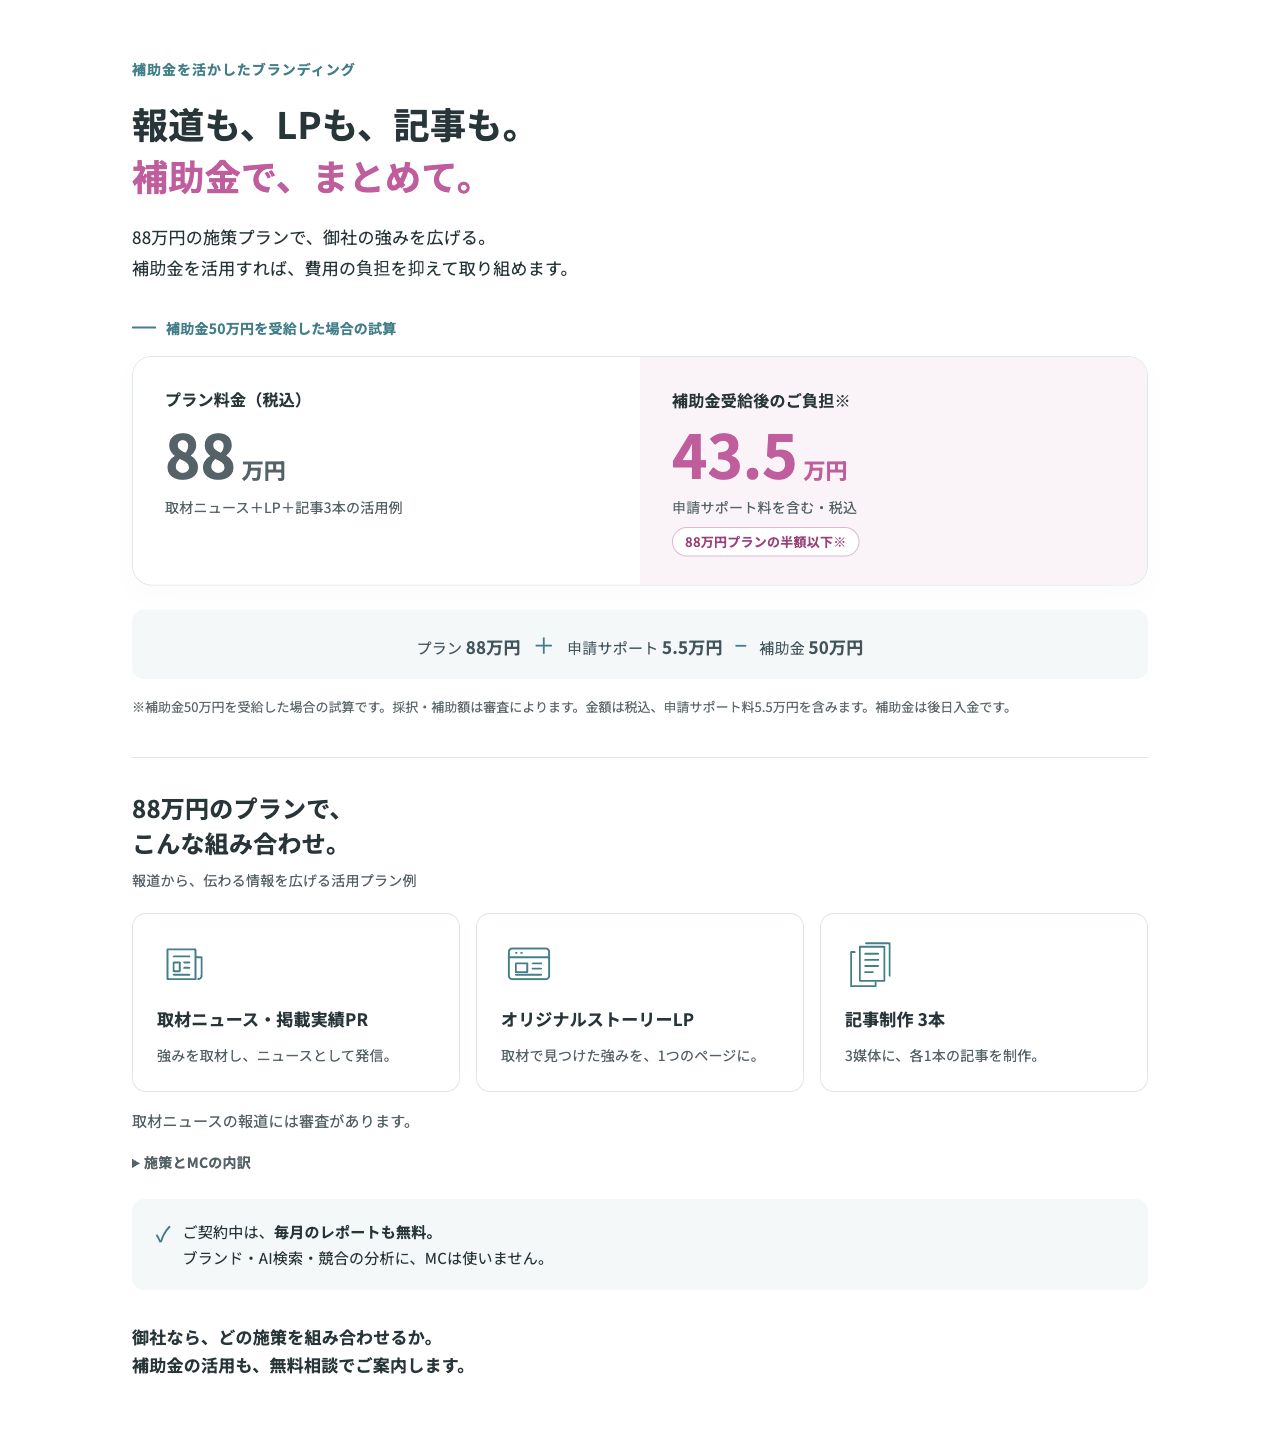 補助金を活かしたブランディング
報道も、LPも、記事も。
補助金で、まとめて。
88万円の施策プランで、御社の強みを広げる。
補助金を活用すれば、費用の負担を抑えて取り組めます。
補助金50万円を受給した場合の試算
プラン料金（税込）
88 万円
取材ニュース＋LP＋記事3本の活用例
補助金受給後のご負担※
43.5 万円
申請サポート料を含む・税込
88万円プランの半額以下※
プラン 88万円 ＋ 申請サポート 5.5万円 − 補助金 50万円
※補助金50万円を受給した場合の試算です。採択・補助額は審査によります。金額は税込、申請サポート料5.5万円を含みます。補助金は後日入金です。
88万円のプランで、
こんな組み合わせ。
報道から、伝わる情報を広げる活用プラン例
取材ニュース・掲載実績PR
強みを取材し、ニュースとして発信。
オリジナルストーリーLP
取材で見つけた強みを、1つのページに。
記事制作 3本
3媒体に、各1本の記事を制作。
取材ニュースの報道には審査があります。
▶ 施策とMCの内訳
✓ ご契約中は、毎月のレポートも無料。
ブランド・AI検索・競合の分析に、MCは使いません。
御社なら、どの施策を組み合わせるか。
補助金の活用も、無料相談でご案内します。